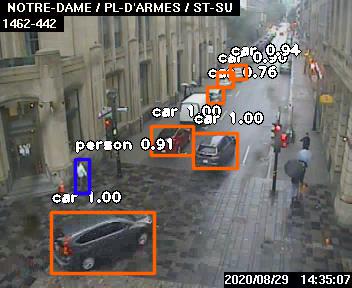 NOTRE-DAME / PL-D'ARMES / ST-SU
1462-442
car 0.94
car 0.76
car 1.00
car 1.00
person 0.91
car 1.00
2020/08/29 14:35:07